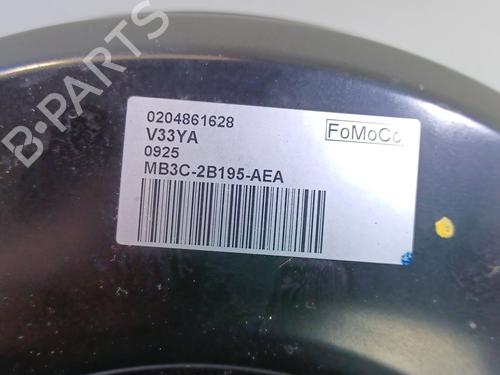 B-PARTS
0204861628
V33YA
0925
MB3C-2B195-AEA
FoMoCo